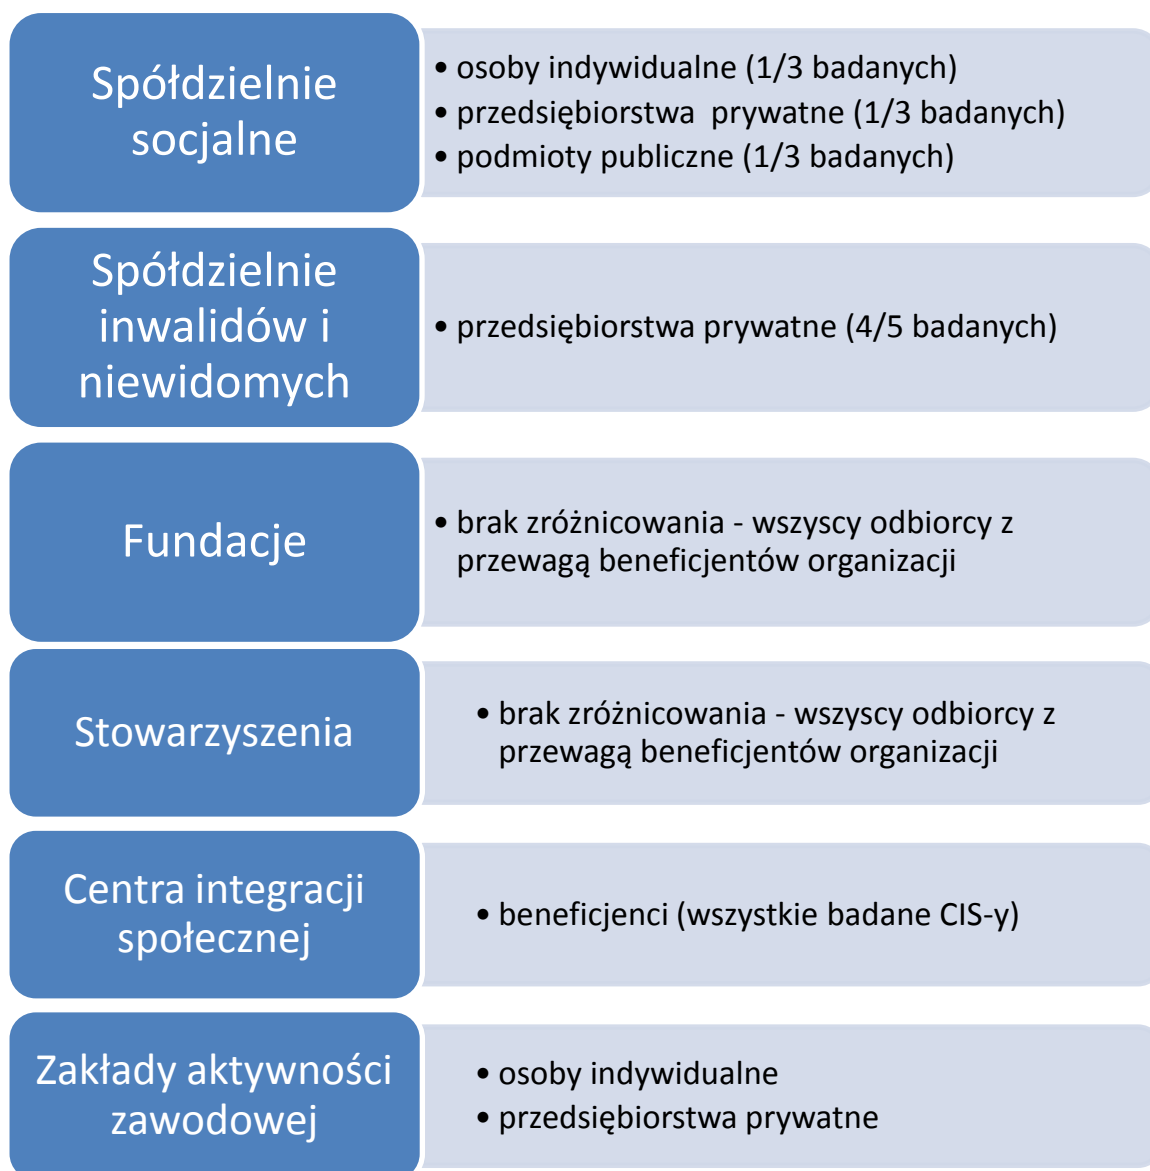 Spółdzielnie
socjalne
• osoby indywidualne (1/3 badanych)
• przedsiębiorstwa prywatne (1/3 badanych)
• podmioty publiczne (1/3 badanych)
Spółdzielnie
inwalidów i
niewidomych
• przedsiębiorstwa prywatne (4/5 badanych)
Fundacje
• brak zróżnicowania - wszyscy odbiorcy z
przewagą beneficjentów organizacji
Stowarzyszenia
• brak zróżnicowania - wszyscy odbiorcy z
przewagą beneficjentów organizacji
Centra integracji
społecznej
• beneficjenci (wszystkie badane CIS-y)
Zakłady aktywności
zawodowej
• osoby indywidualne
• przedsiębiorstwa prywatne